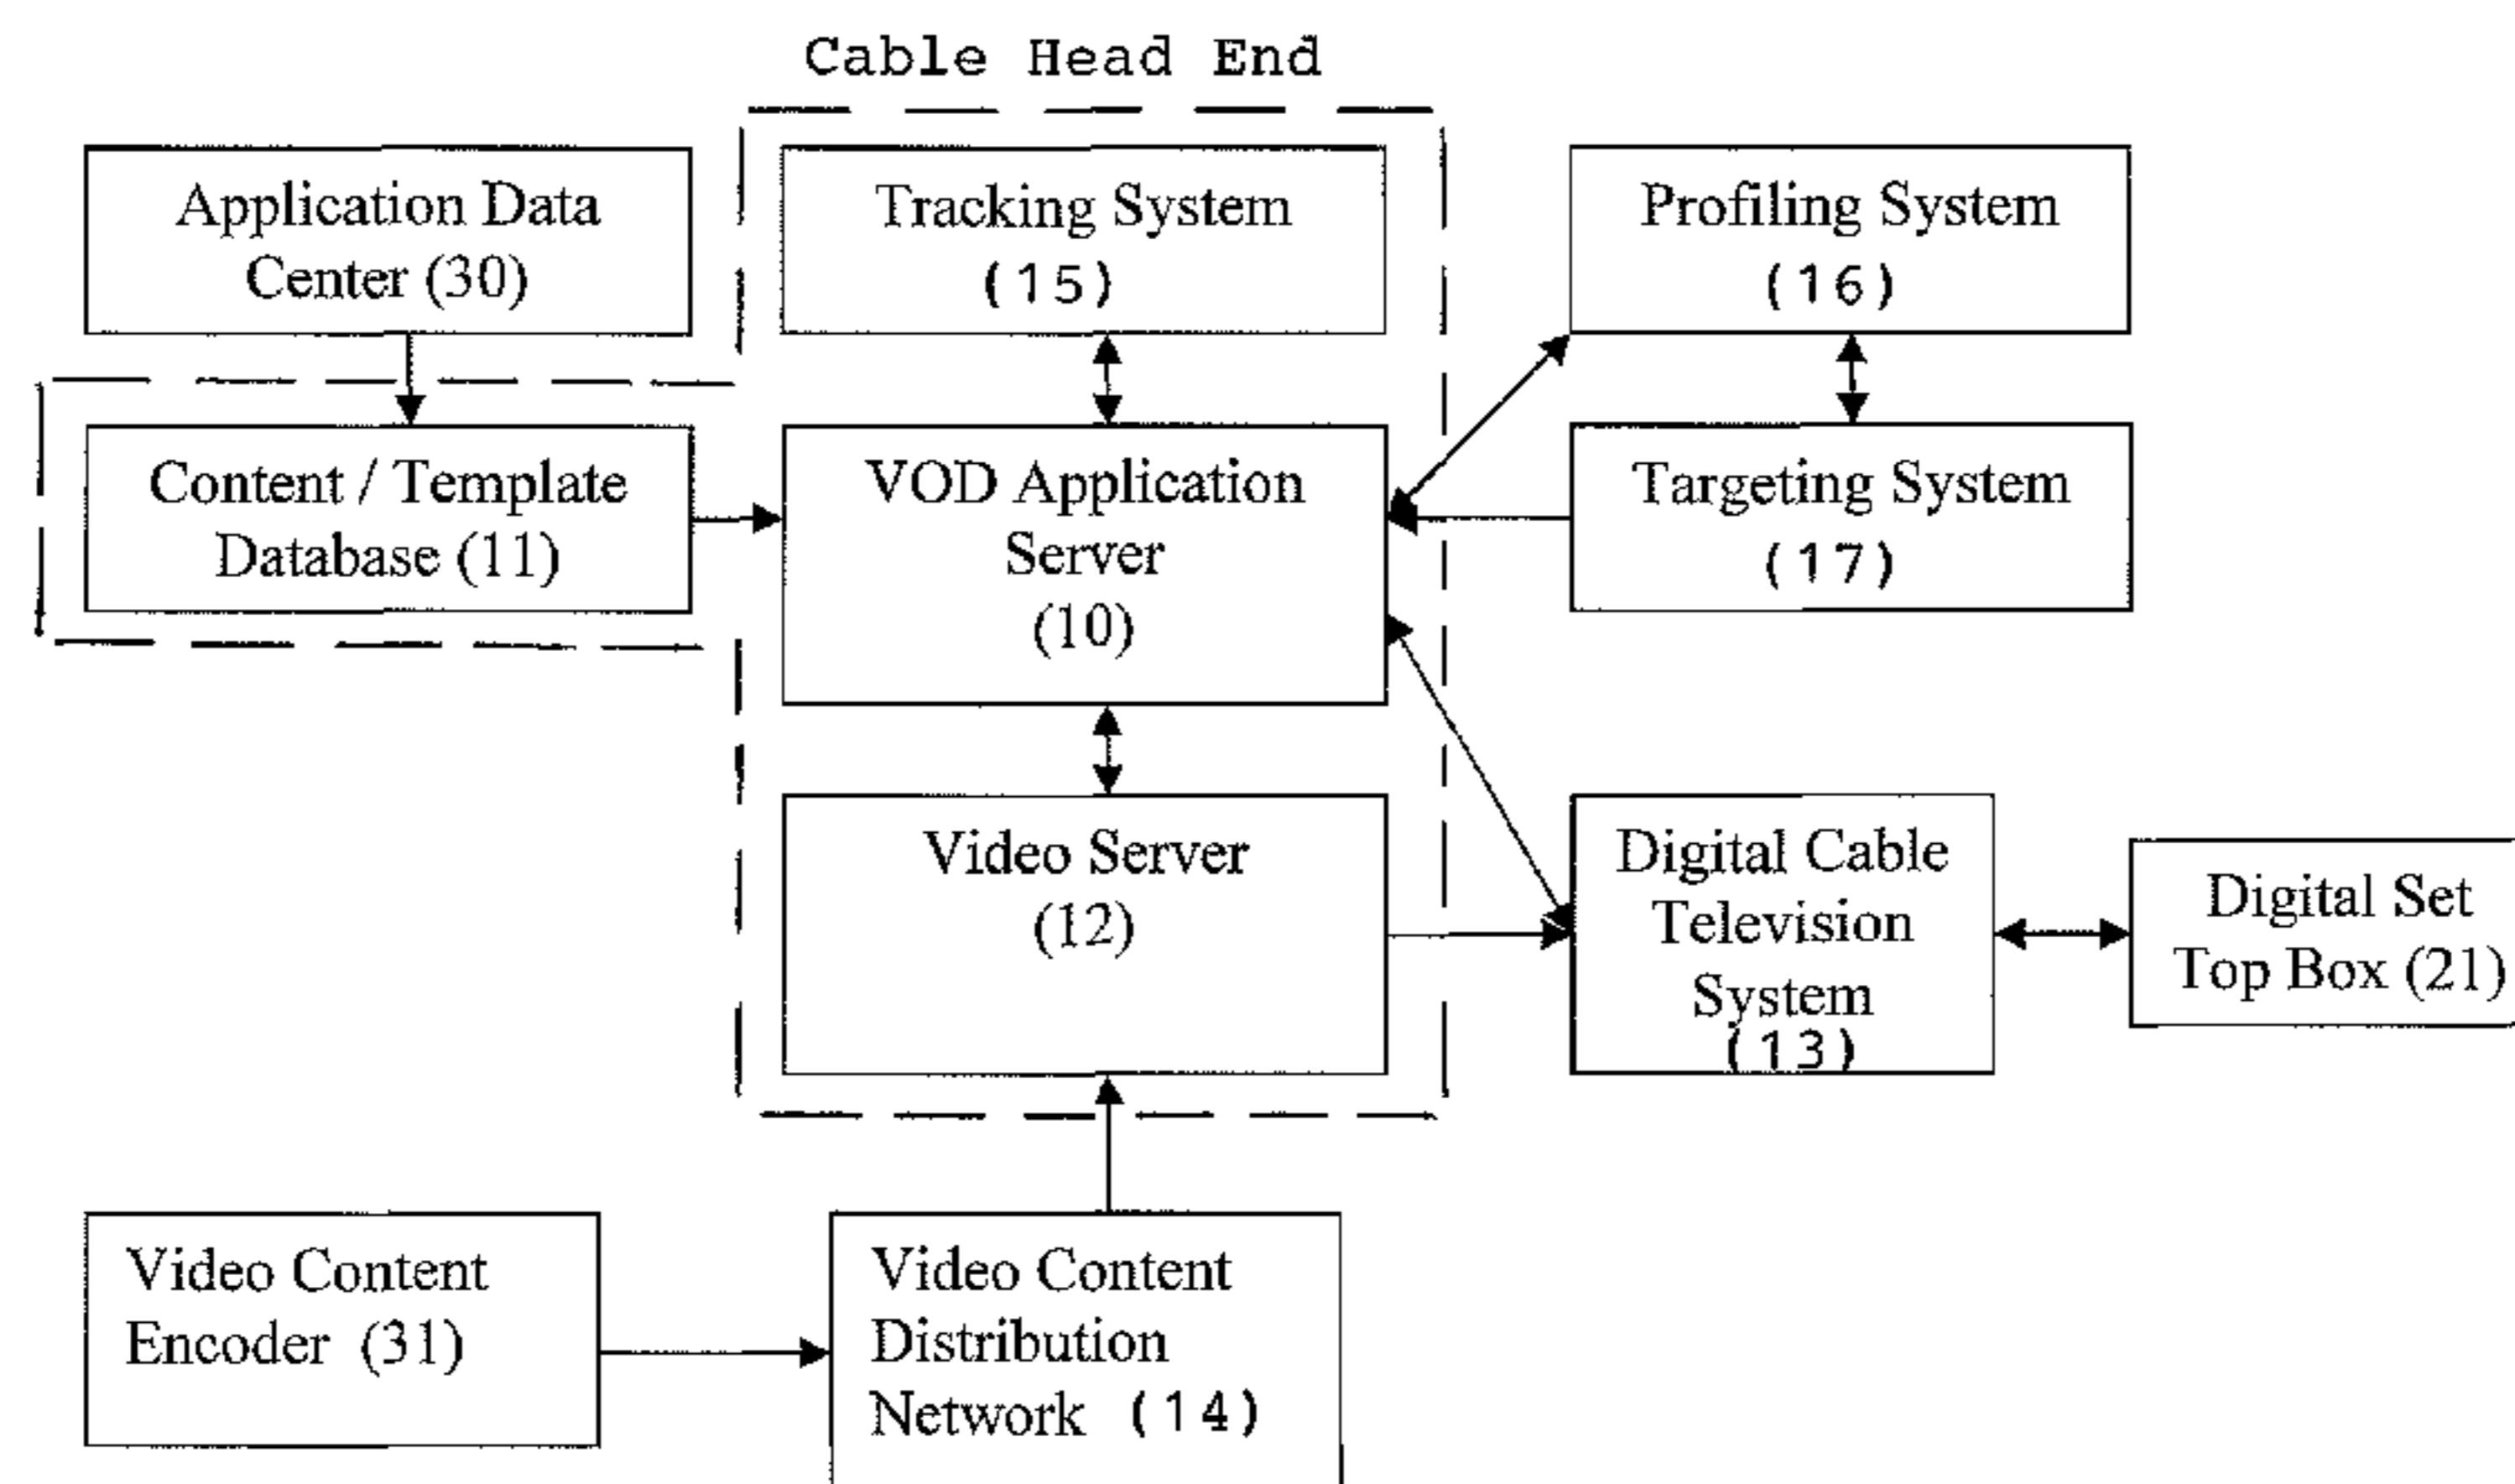 Cable Head End
Application Data
Center (30)
Tracking System
(15)
Profiling System
(16)
Content / Template
Database (11)
VOD Application
Server
(10)
Targeting System
(17)
Video Server
(12)
Digital Cable
Television
System
(13)
Digital Set
Top Box (21)
Video Content
Encoder (31)
Video Content
Distribution
Network (14)